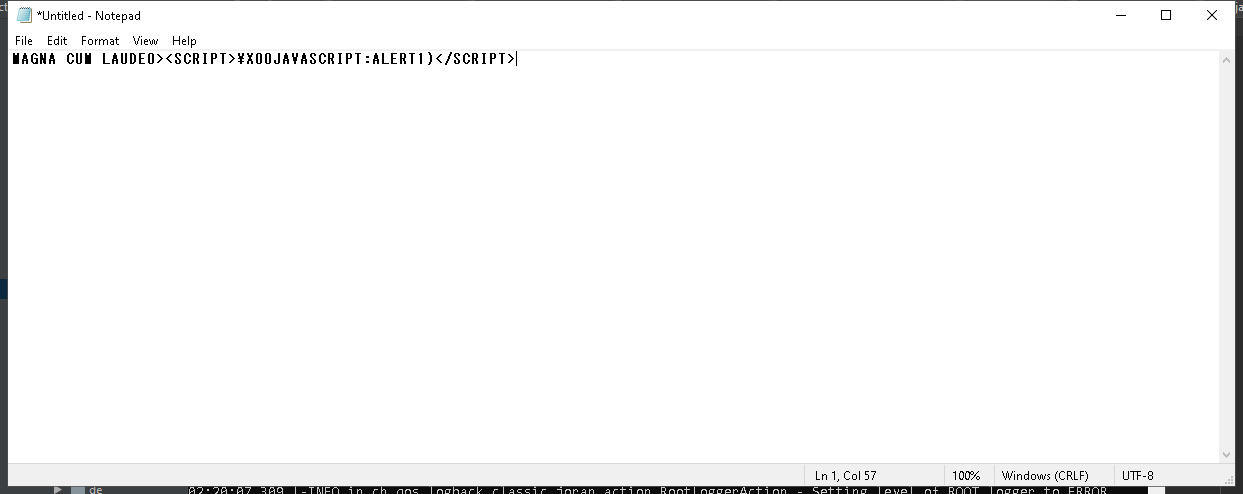 *Untitled - Notepad
File Edit Format View Help
MAGNA CUM LAUDEO><SCRIPT>¥XOOJAVASCRIPT:ALERT1)</SCRIPT>
Ln 1, Col 57 100% Windows (CRLF) UTF-8
de 02:20:07,309 |-INFO in ch.qos.logback.classic.joran.action.RootLoggerAction - Setting level of ROOT logger to ERROR